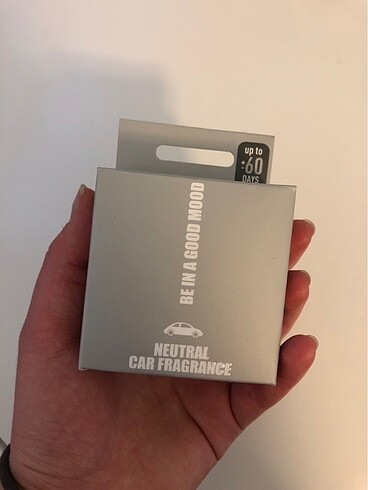 up to
±60
DAYS
BE IN A GOOD MOOD
NEUTRAL
CAR FRAGRANCE